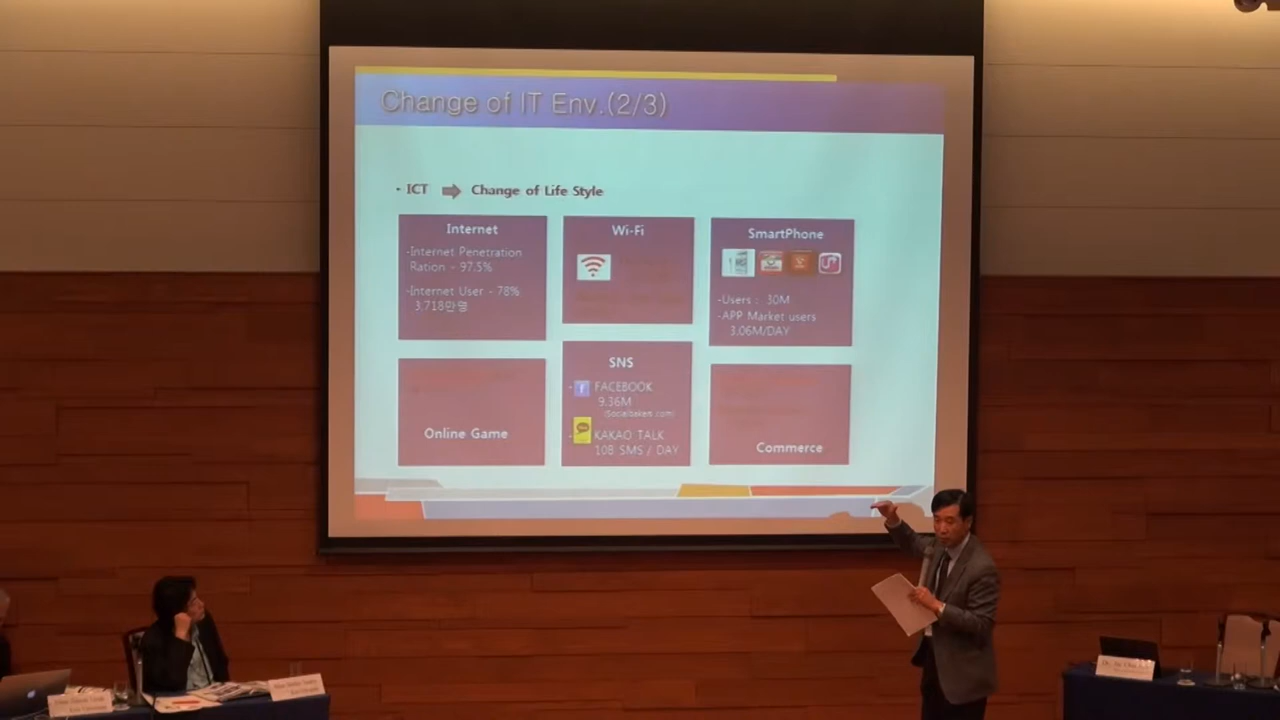 Change of IT Env.(2/3)
• ICT Change of Life Style
Internet
-Internet Penetration
Ration - 97.5%
-Internet User - 78%
3,718만명
Wi-Fi
SmartPhone
-Users : 30M
-APP Market users
3.06M/DAY
Online Game
SNS
- f FACEBOOK
9.36M
(Socialbakers.com)
- KAKAO TALK
10B SMS / DAY
Commerce